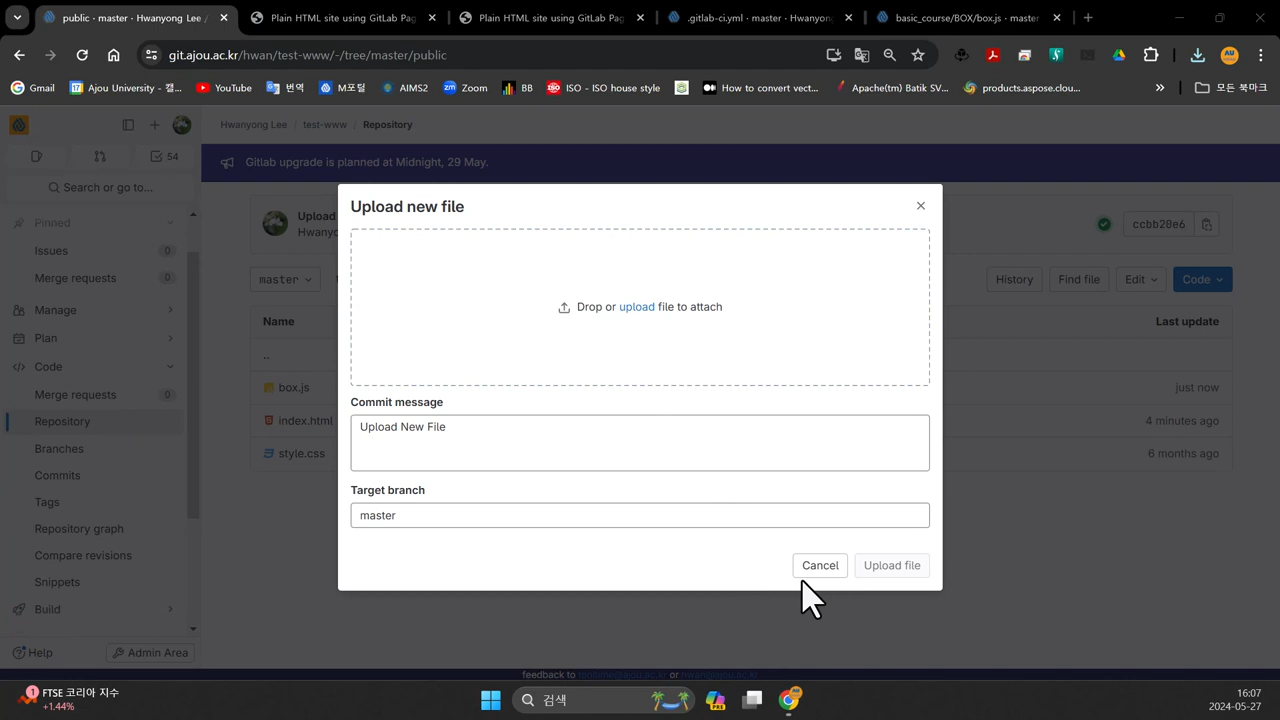 public · master · Hwanyong Lee /
Plain HTML site using GitLab Pag
Plain HTML site using GitLab Pag
.gitlab-ci.yml · master · Hwanyon
basic_course/BOX/box.js · master
git.ajou.ac.kr/hwan/test-www/-/tree/master/public
Gmail
Ajou University - 캘...
YouTube
번역
M포털
AIMS2
Zoom
BB
ISO - ISO house style
How to convert vect...
Apache(tm) Batik SV...
products.aspose.clou...
모든 북마크
Hwanyong Lee / test-www / Repository
54
Search or go to...
Gitlab upgrade is planned at Midnight, 29 May.
Pinned
Issues 0
Merge requests 0
Manage
Plan
Code
Merge requests 0
Repository
Branches
Commits
Tags
Repository graph
Compare revisions
Snippets
Build
Help
Admin Area
Upload
Hwanyo
ccbb20e6
master
History
Find file
Edit
Code
Name
Last update
..
box.js
just now
index.html
4 minutes ago
style.css
6 months ago
Upload new file
Drop or upload file to attach
Commit message
Upload New File
Target branch
master
Cancel
Upload file
feedback to
or
1
FTSE 코리아 지수
+1.44%
검색
PRE
16:07
2024-05-27